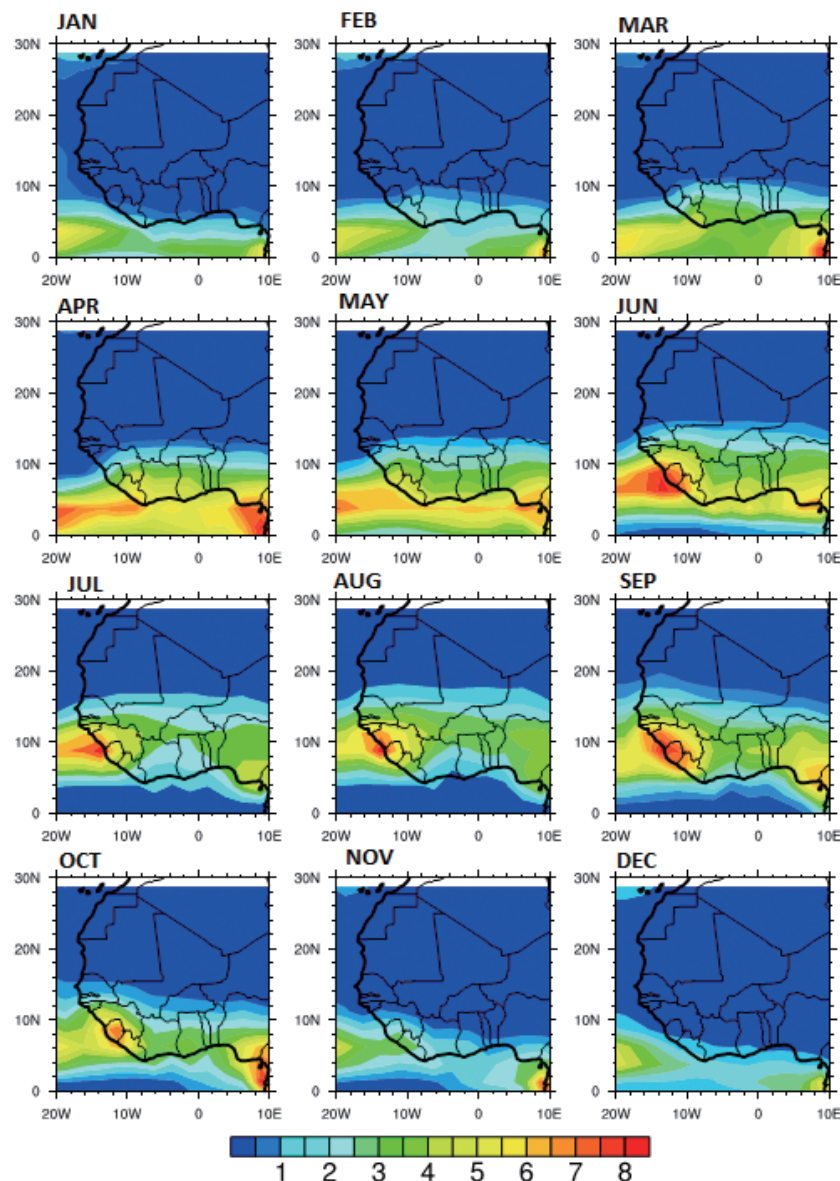 JAN FEB MAR
30N 30N 30N
20N 20N 20N
10N 10N 10N
0 0 0
20W 10W 0 10E 20W 10W 0 10E 20W 10W 0 10E
APR MAY JUN
30N 30N 30N
20N 20N 20N
10N 10N 10N
0 0 0
20W 10W 0 10E 20W 10W 0 10E 20W 10W 0 10E
JUL AUG SEP
30N 30N 30N
20N 20N 20N
10N 10N 10N
0 0 0
20W 10W 0 10E 20W 10W 0 10E 20W 10W 0 10E
OCT NOV DEC
30N 30N 30N
20N 20N 20N
10N 10N 10N
0 0 0
20W 10W 0 10E 20W 10W 0 10E 20W 10W 0 10E
1 2 3 4 5 6 7 8